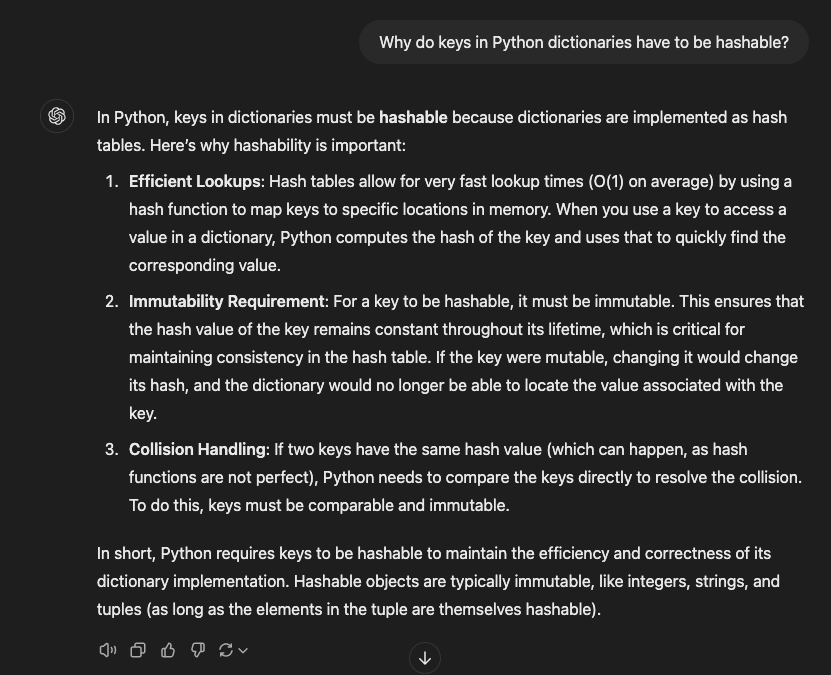 Why do keys in Python dictionaries have to be hashable?
In Python, keys in dictionaries must be hashable because dictionaries are implemented as hash
tables. Here’s why hashability is important:
1. Efficient Lookups: Hash tables allow for very fast lookup times (O(1) on average) by using a
hash function to map keys to specific locations in memory. When you use a key to access a
value in a dictionary, Python computes the hash of the key and uses that to quickly find the
corresponding value.
2. Immutability Requirement: For a key to be hashable, it must be immutable. This ensures that
the hash value of the key remains constant throughout its lifetime, which is critical for
maintaining consistency in the hash table. If the key were mutable, changing it would change
its hash, and the dictionary would no longer be able to locate the value associated with the
key.
3. Collision Handling: If two keys have the same hash value (which can happen, as hash
functions are not perfect), Python needs to compare the keys directly to resolve the collision.
To do this, keys must be comparable and immutable.
In short, Python requires keys to be hashable to maintain the efficiency and correctness of its
dictionary implementation. Hashable objects are typically immutable, like integers, strings, and
tuples (as long as the elements in the tuple are themselves hashable).